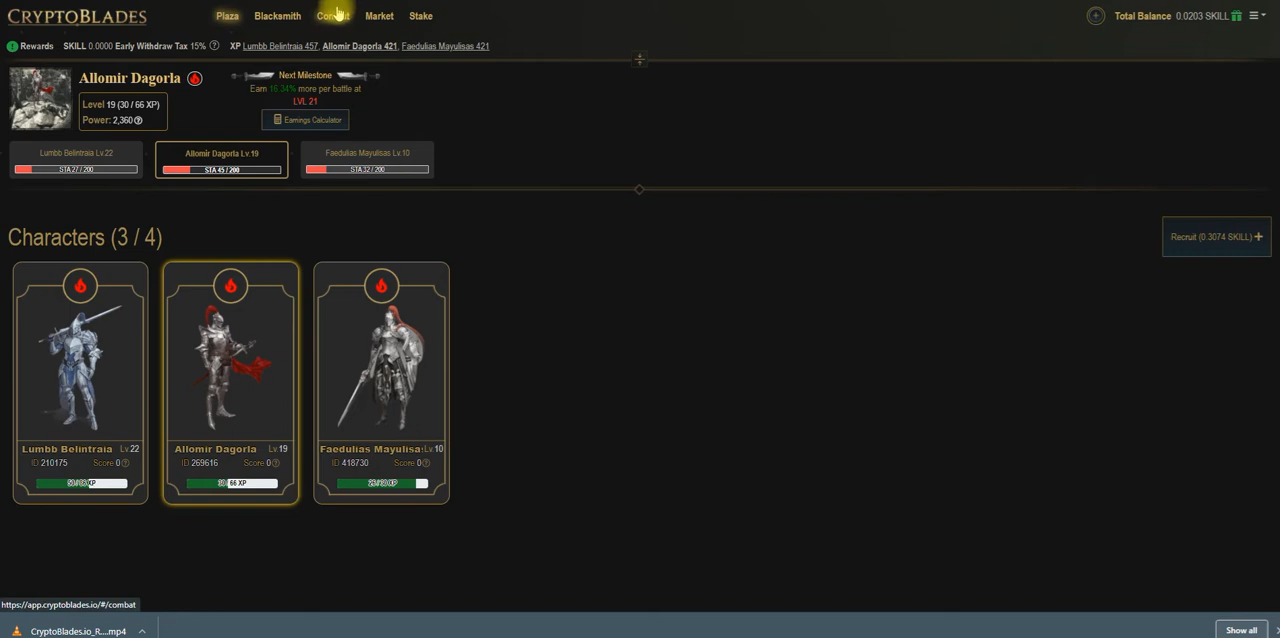 CRYPTOBLADES
Plaza Blacksmith Market Stake
Total Balance 0.0203 SKILL
Rewards SKILL 0.0000 Early Withdraw Tax 15% XP Lumbb Belintraia 457, Allomir Dagorla 421, Faedulias Mayulisas 421
Allomir Dagorla
Level 19 (30 / 66 XP)
Power: 2,360
Next Milestone
Earn 16.34% more per battle at
LVL 21
Earnings Calculator
Lumbb Belintraia Lv.22
STA 27 / 200
Allomir Dagorla Lv.19
STA 45 / 200
Faedulias Mayulisas Lv.10
STA 32 / 200
Characters (3 / 4)
Recruit (0.3074 SKILL) +
Lumbb Belintraia Lv.22
ID 210175 Score 0
Allomir Dagorla Lv.19
ID 269616 Score 0
66 XP
Faedulias Mayulisa Lv.10
ID 418730 Score 0
https://app.cryptoblades.io/#/combat
CryptoBlades.io_R....mp4
Show all